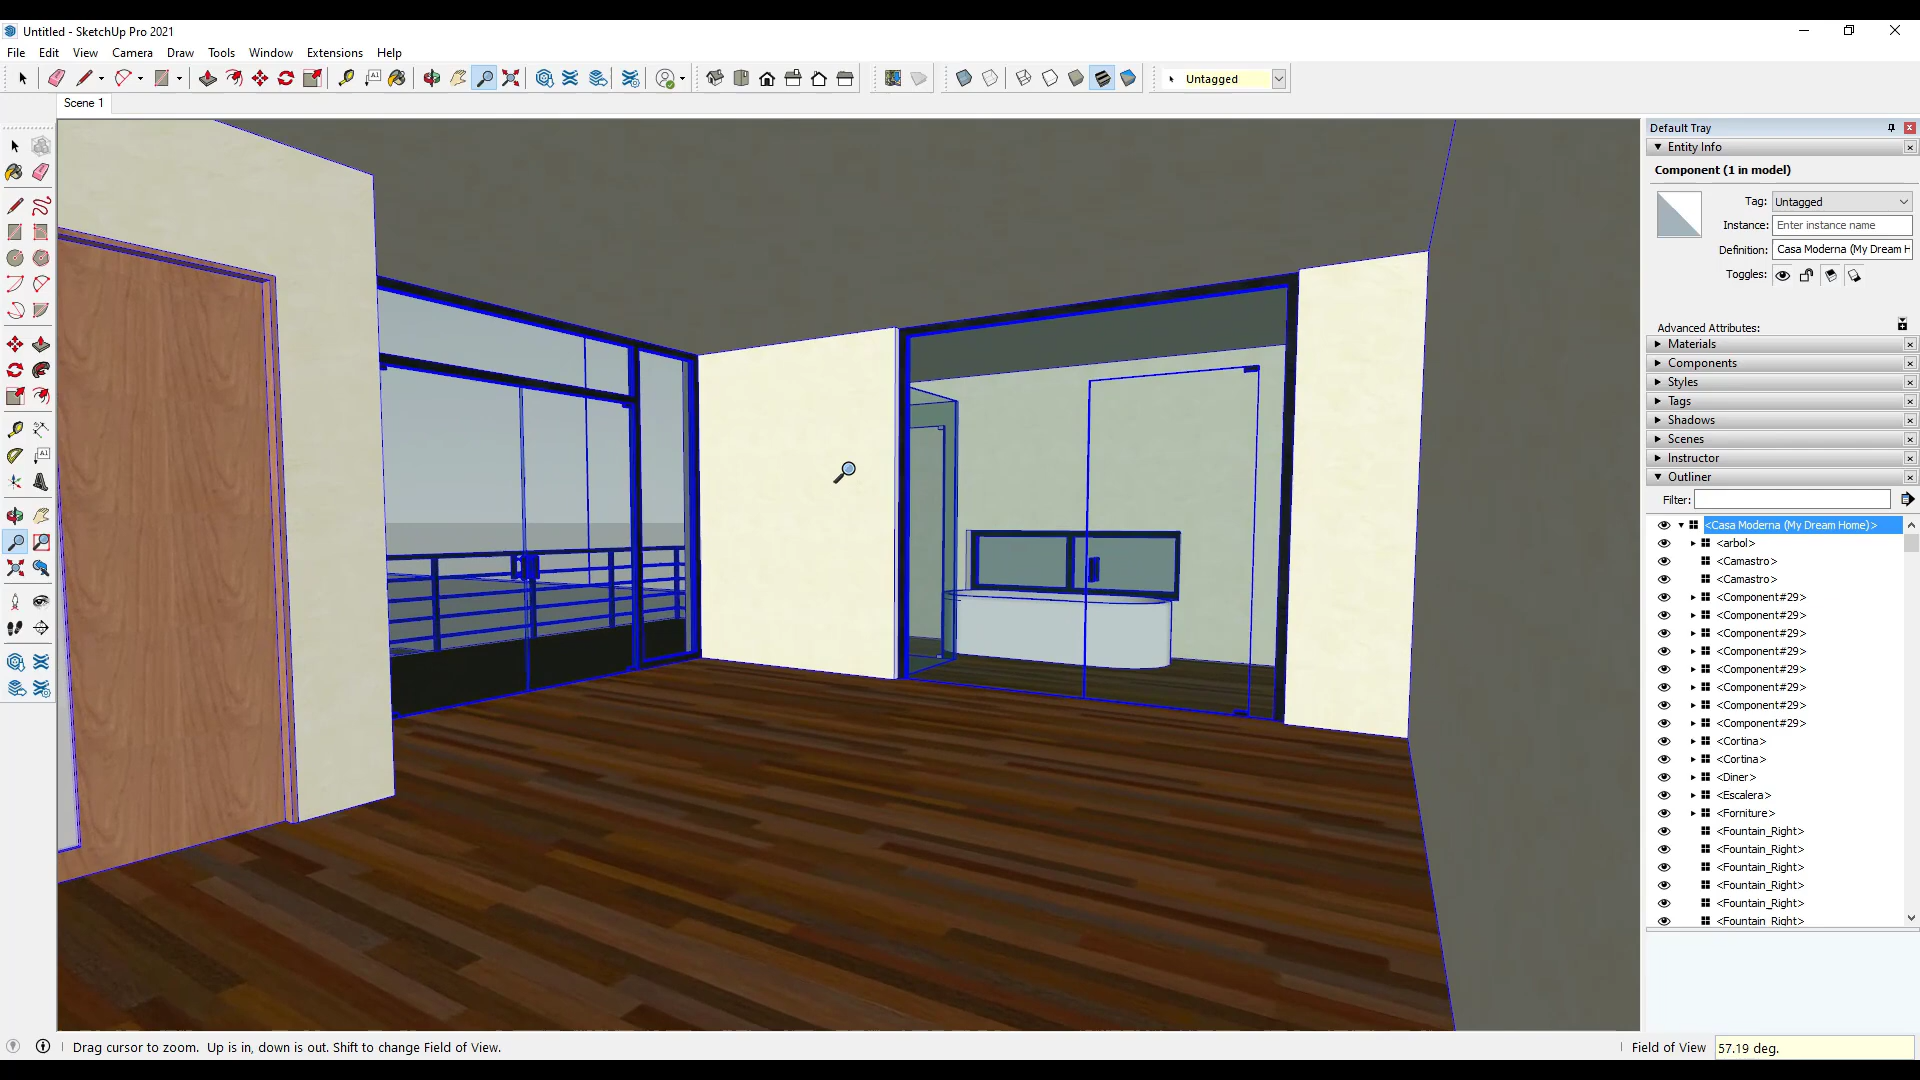 Untitled - SketchUp Pro 2021
File Edit View Camera Draw Tools Window Extensions Help
Untagged
Scene 1
Default Tray
Entity Info
Component (1 in model)
Tag: Untagged
Instance: Enter instance name
Definition: Casa Moderna (My Dream H
Toggles:
Advanced Attributes:
Materials
Components
Styles
Tags
Shadows
Scenes
Instructor
Outliner
Filter:
<Casa Moderna (My Dream Home)>
<arbol>
<Camastro>
<Camastro>
<Component#29>
<Component#29>
<Component#29>
<Component#29>
<Component#29>
<Component#29>
<Component#29>
<Component#29>
<Cortina>
<Cortina>
<Diner>
<Escalera>
<Forniture>
<Fountain_Right>
<Fountain_Right>
<Fountain_Right>
<Fountain_Right>
<Fountain_Right>
<Fountain_Right>
Drag cursor to zoom. Up is in, down is out. Shift to change Field of View.
Field of View 57.19 deg.